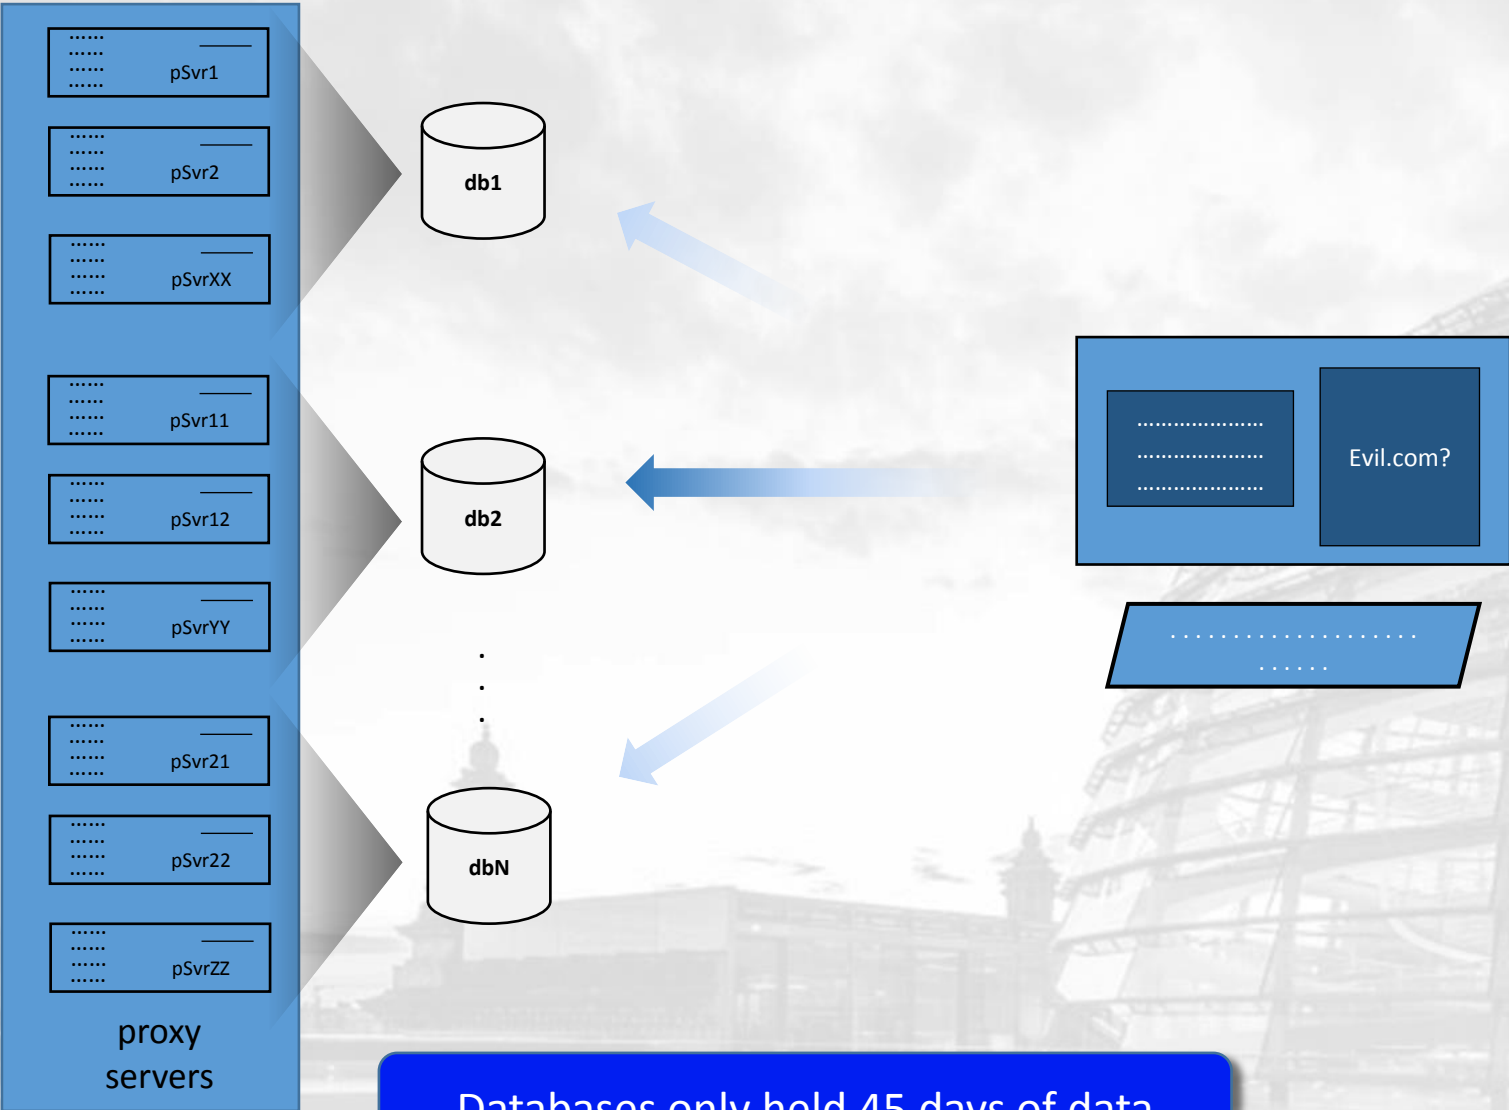 pSvr1
pSvr2
pSvrXX
pSvr11
pSvr12
pSvrYY
pSvr21
pSvr22
pSvrZZ
proxy
servers
db1
db2
.
.
.
dbN
Evil.com?
Databases only held 45 days of data